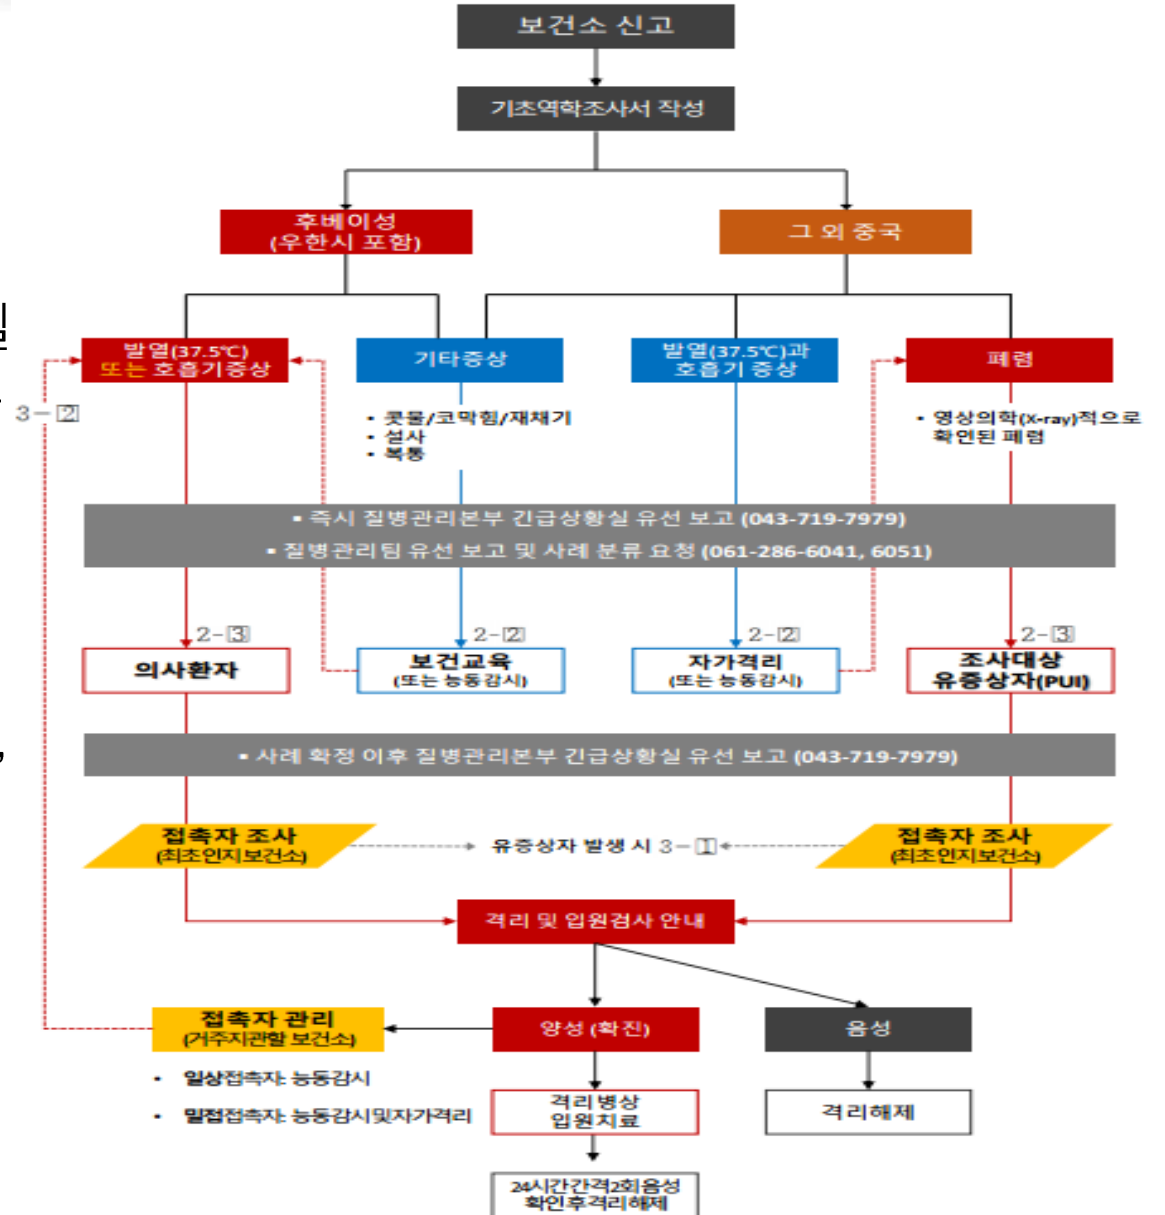 보건소 신고
기초역학조사서 작성
후베이성
(우한시 포함)
그 외 중국
발열(37.5℃)
또는 호흡기증상
기타증상
발열(37.5℃)과
호흡기 증상
폐렴
3-②
• 콧물/코막힘/재채기
• 설사
• 복통
• 영상의학(X-ray)적으로
확인된 폐렴
▪ 즉시 질병관리본부 긴급상황실 유선 보고 (043-719-7979)
▪ 질병관리팀 유선 보고 및 사례 분류 요청 (061-286-6041, 6051)
2-③
2-②
2-②
2-③
의사환자
보건교육
(또는 능동감시)
자가격리
(또는 능동감시)
조사대상
유증상자(PUI)
▪ 사례 확정 이후 질병관리본부 긴급상황실 유선 보고 (043-719-7979)
접촉자 조사
(최초인지보건소)
유증상자 발생 시 3-①
접촉자 조사
(최초인지보건소)
격리 및 입원검사 안내
접촉자 관리
(거주지관할 보건소)
양성 (확진)
음성
• 일상접촉자: 능동감시
• 밀접접촉자: 능동감시및자가격리
격리병상
입원치료
격리해제
24시간간격2회음성
확인후격리해제